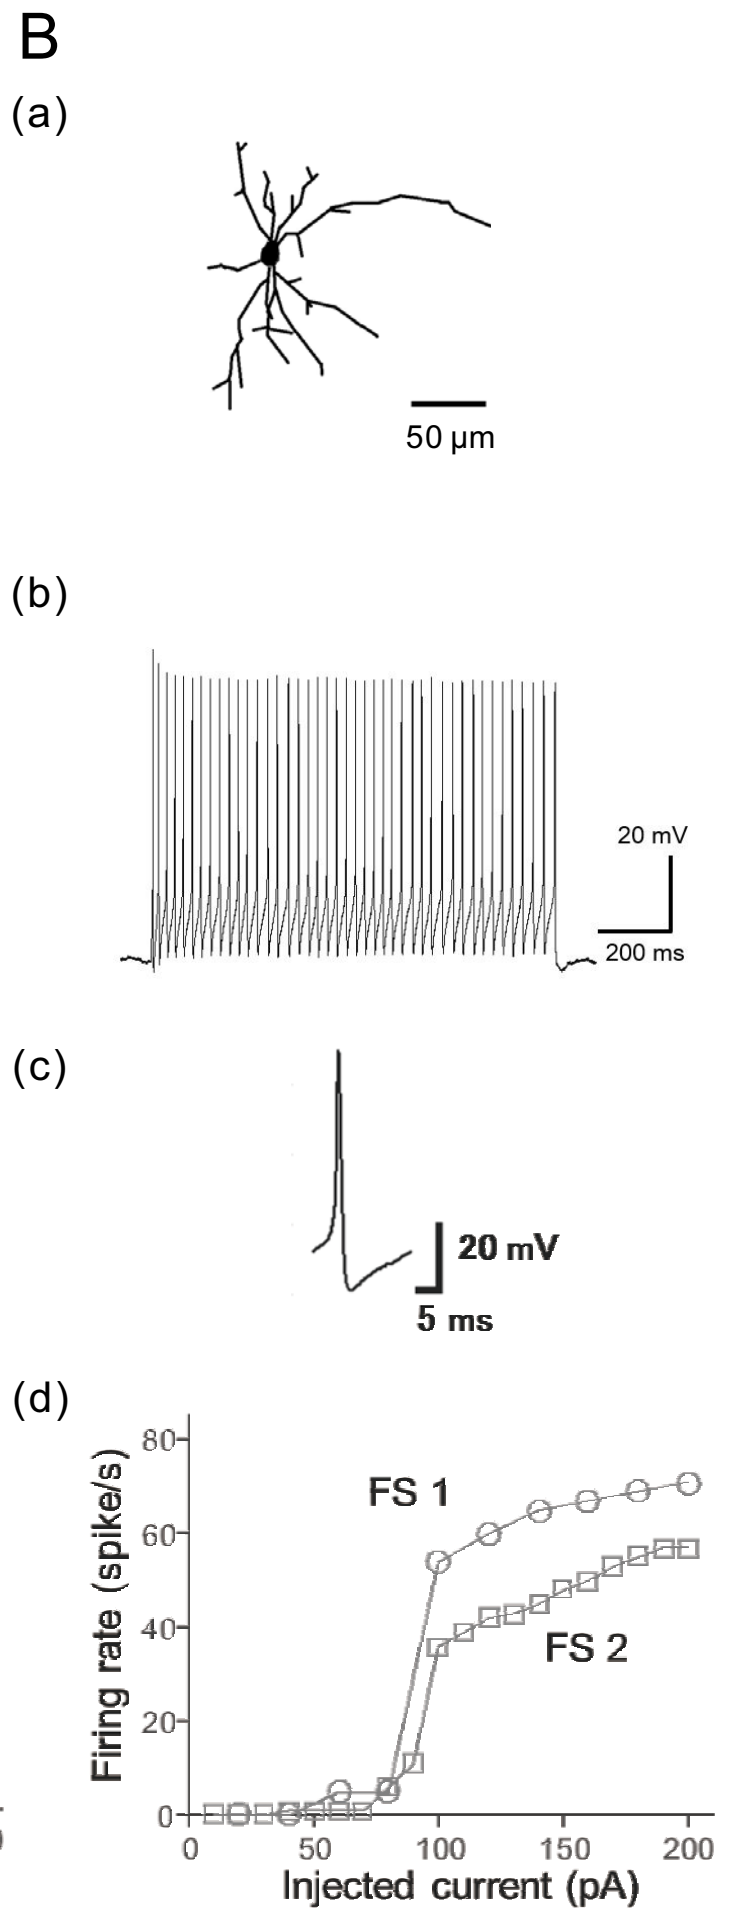 B
(a)
50 μm
(b)
20 mV
200 ms
(c)
20 mV
5 ms
(d)
Firing rate (spike/s)
80
60
40
20
0
FS 1
FS 2
0 50 100 150 200
Injected current (pA)